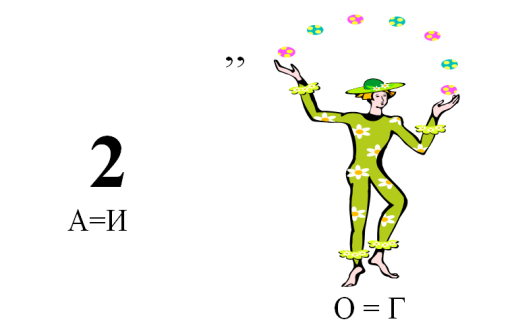 ,,
2
А=И
О = Г